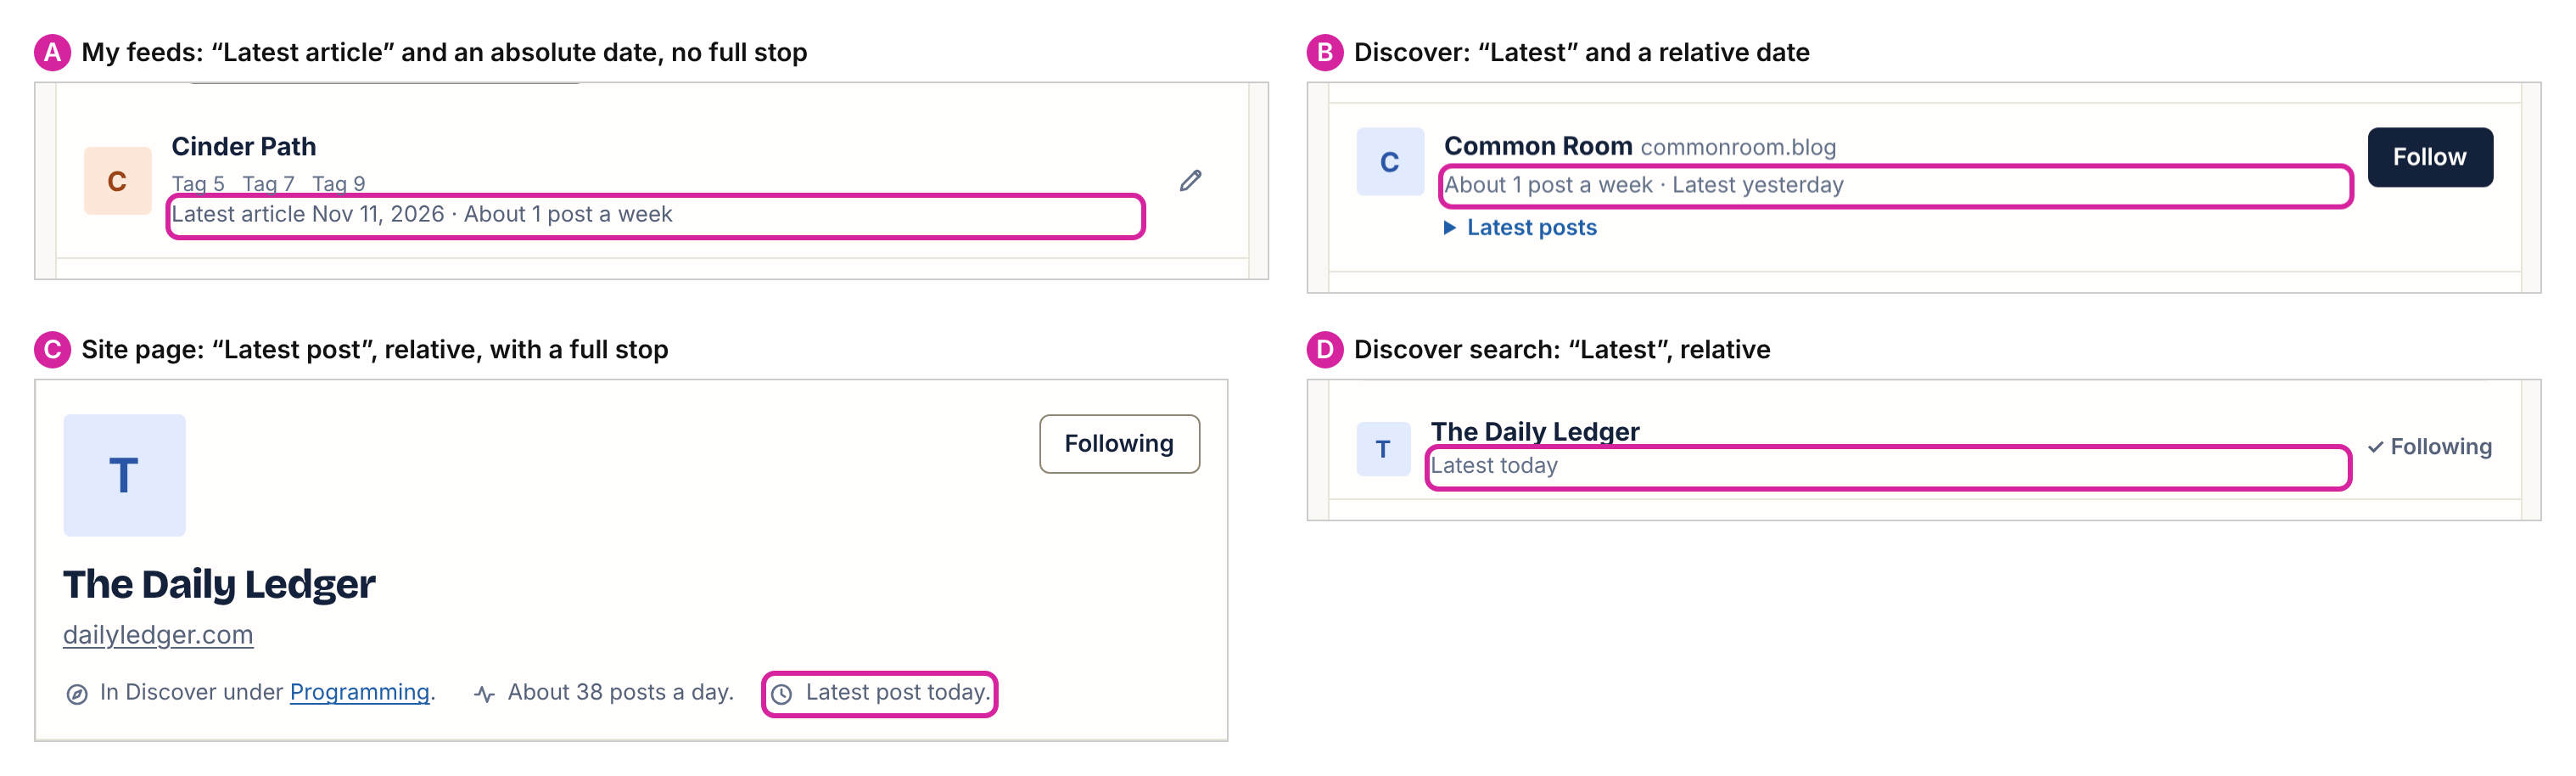 A My feeds: “Latest article” and an absolute date, no full stop
C
Cinder Path
Tag 5 Tag 7 Tag 9
Latest article Nov 11, 2026 · About 1 post a week
B Discover: “Latest” and a relative date
C
Common Room commonroom.blog
Follow
About 1 post a week · Latest yesterday
Latest posts
C Site page: “Latest post”, relative, with a full stop
T
Following
The Daily Ledger
dailyledger.com
In Discover under Programming. About 38 posts a day. Latest post today.
D Discover search: “Latest”, relative
T
The Daily Ledger
Latest today
Following